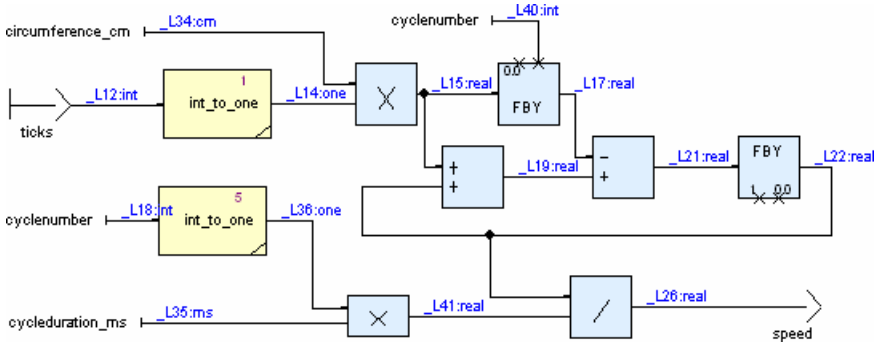 circumference_cm
_L34:cm
cyclenumber
_L40:int
ticks
_L12:int
1
int_to_one
_L14:one
X
_L15:real
0.0
FBY
_L17:real
+
+
_L19:real
-
+
_L21:real
FBY
1 0.0
_L22:real
cyclenumber
_L18:int
5
int_to_one
_L36:one
cycleduration_ms
_L35:ms
X
_L41:real
/
_L26:real
speed